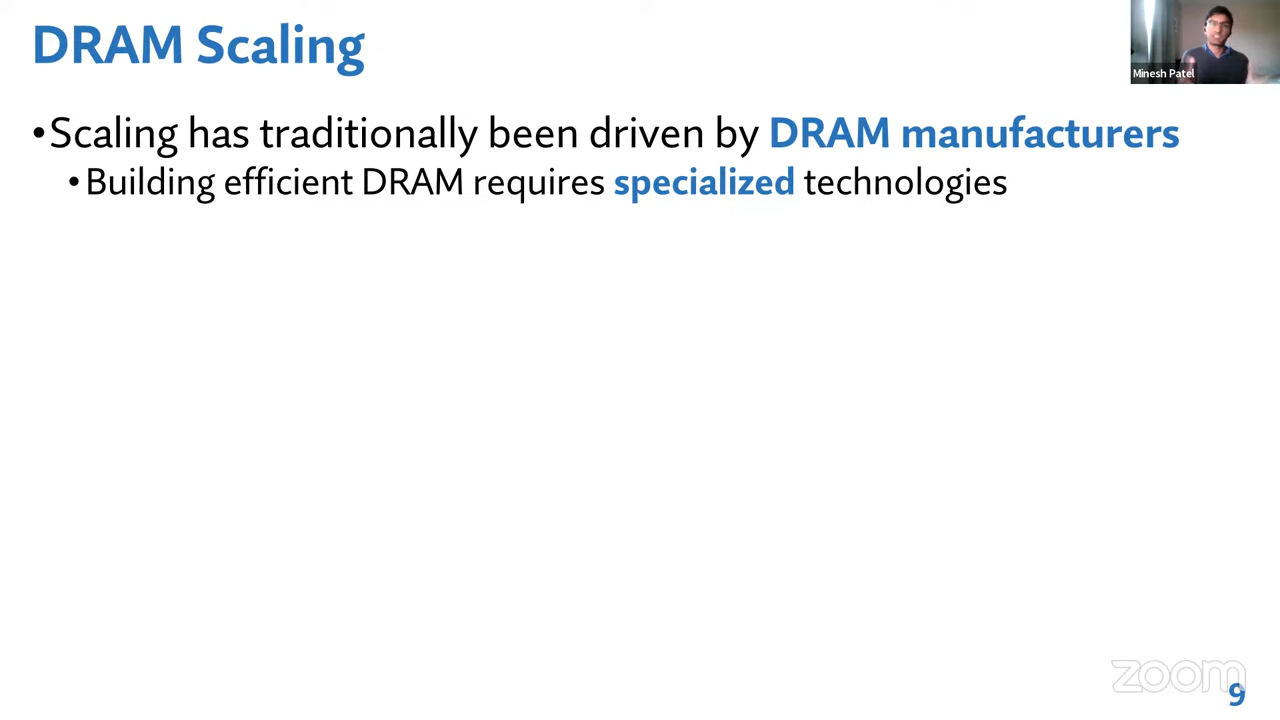 DRAM Scaling
Minesh Patel
•Scaling has traditionally been driven by DRAM manufacturers
•Building efficient DRAM requires specialized technologies
zoom
9